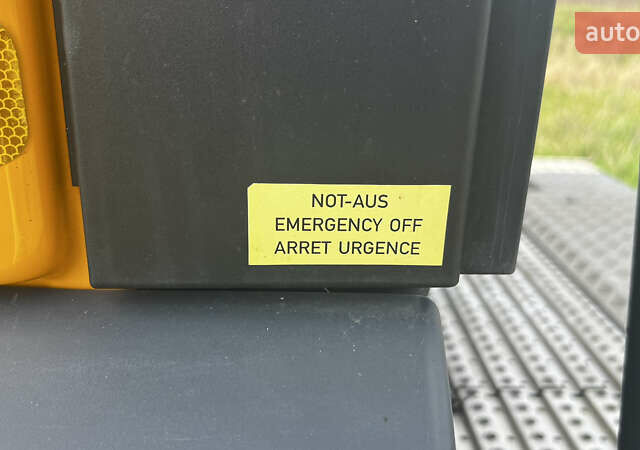 auto
NOT-AUS
EMERGENCY OFF
ARRET URGENCE